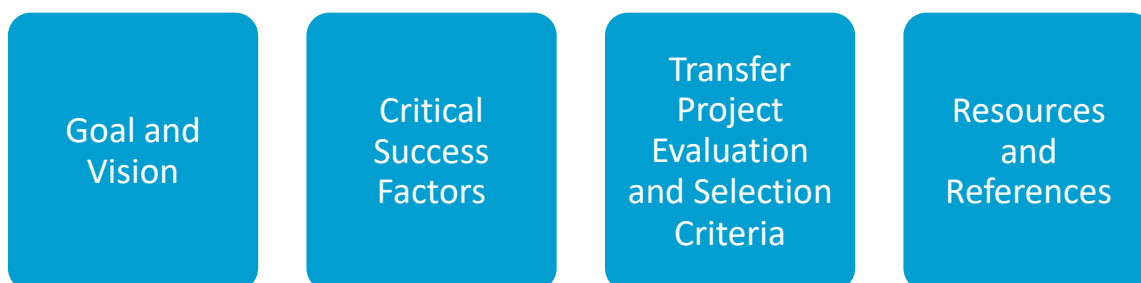 Goal and
Vision
Critical
Success
Factors
Transfer
Project
Evaluation
and Selection
Criteria
Resources
and
References